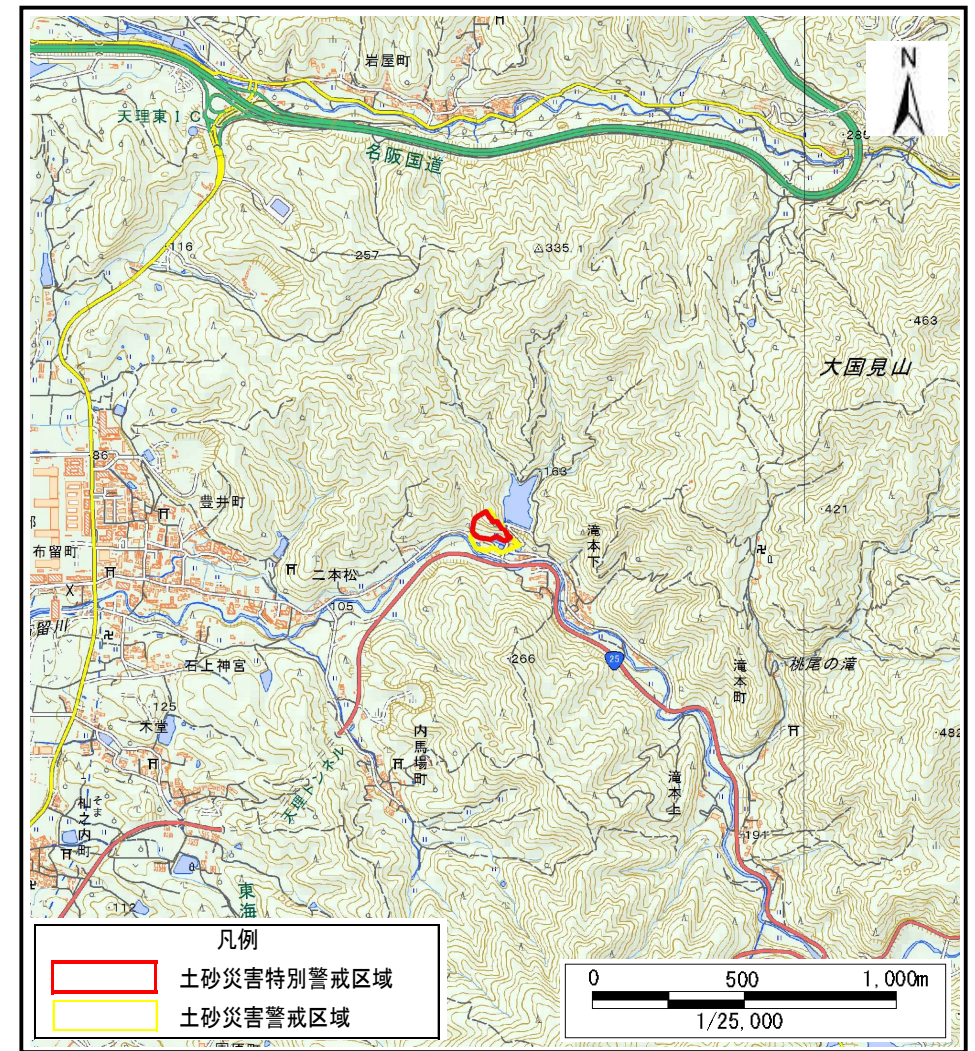 岩屋町
N
天理東IC
名阪国道
116
257
335.1
463
大国見山
86
163
豊井町
421
滝本下
布留町
二本松
105
留川
25
266
桃尾の滝
石上神宮
滝本町
125
木堂
482
内馬場町
天理トンネル
滝本上
そま
杣之内町
191
東海
112
凡例
土砂災害特別警戒区域
土砂災害警戒区域
0 500 1,000m
1/25,000